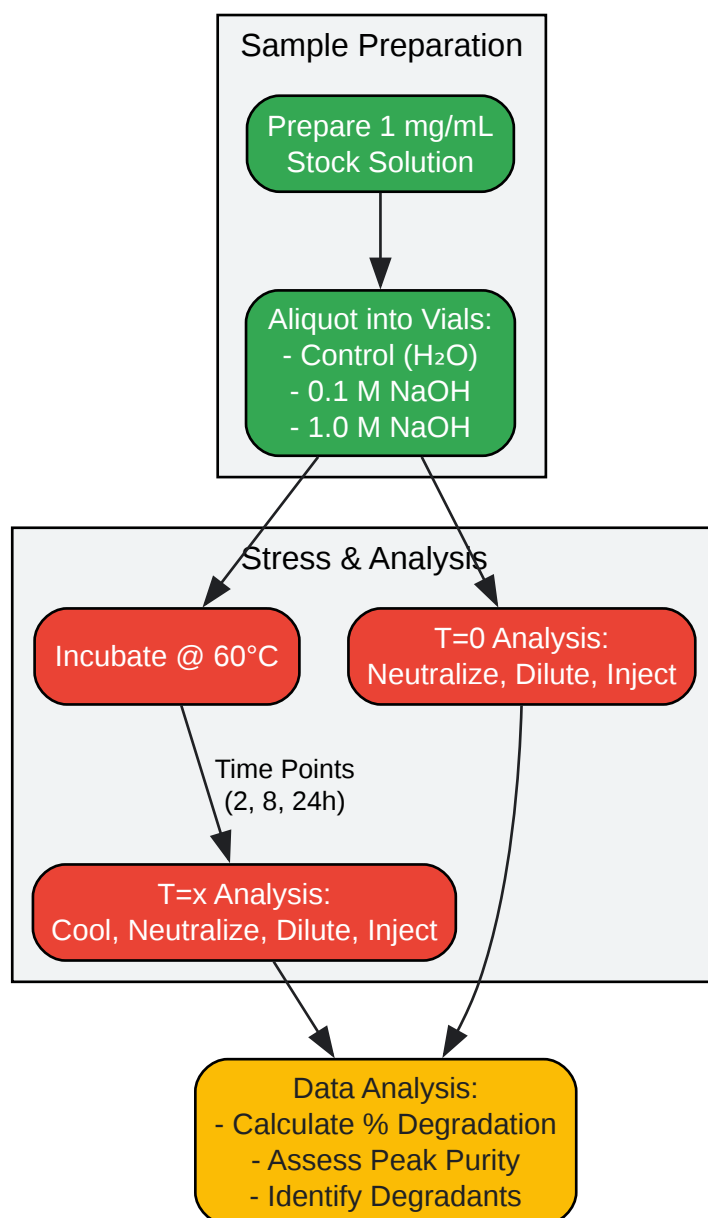 Sample Preparation
Prepare 1 mg/mL
Stock Solution
Aliquot into Vials:
- Control (H₂O)
- 0.1 M NaOH
- 1.0 M NaOH
Stress & Analysis
Incubate @ 60°C
T=0 Analysis:
Neutralize, Dilute, Inject
Time Points
(2, 8, 24h)
T=x Analysis:
Cool, Neutralize, Dilute, Inject
Data Analysis:
- Calculate % Degradation
- Assess Peak Purity
- Identify Degradants